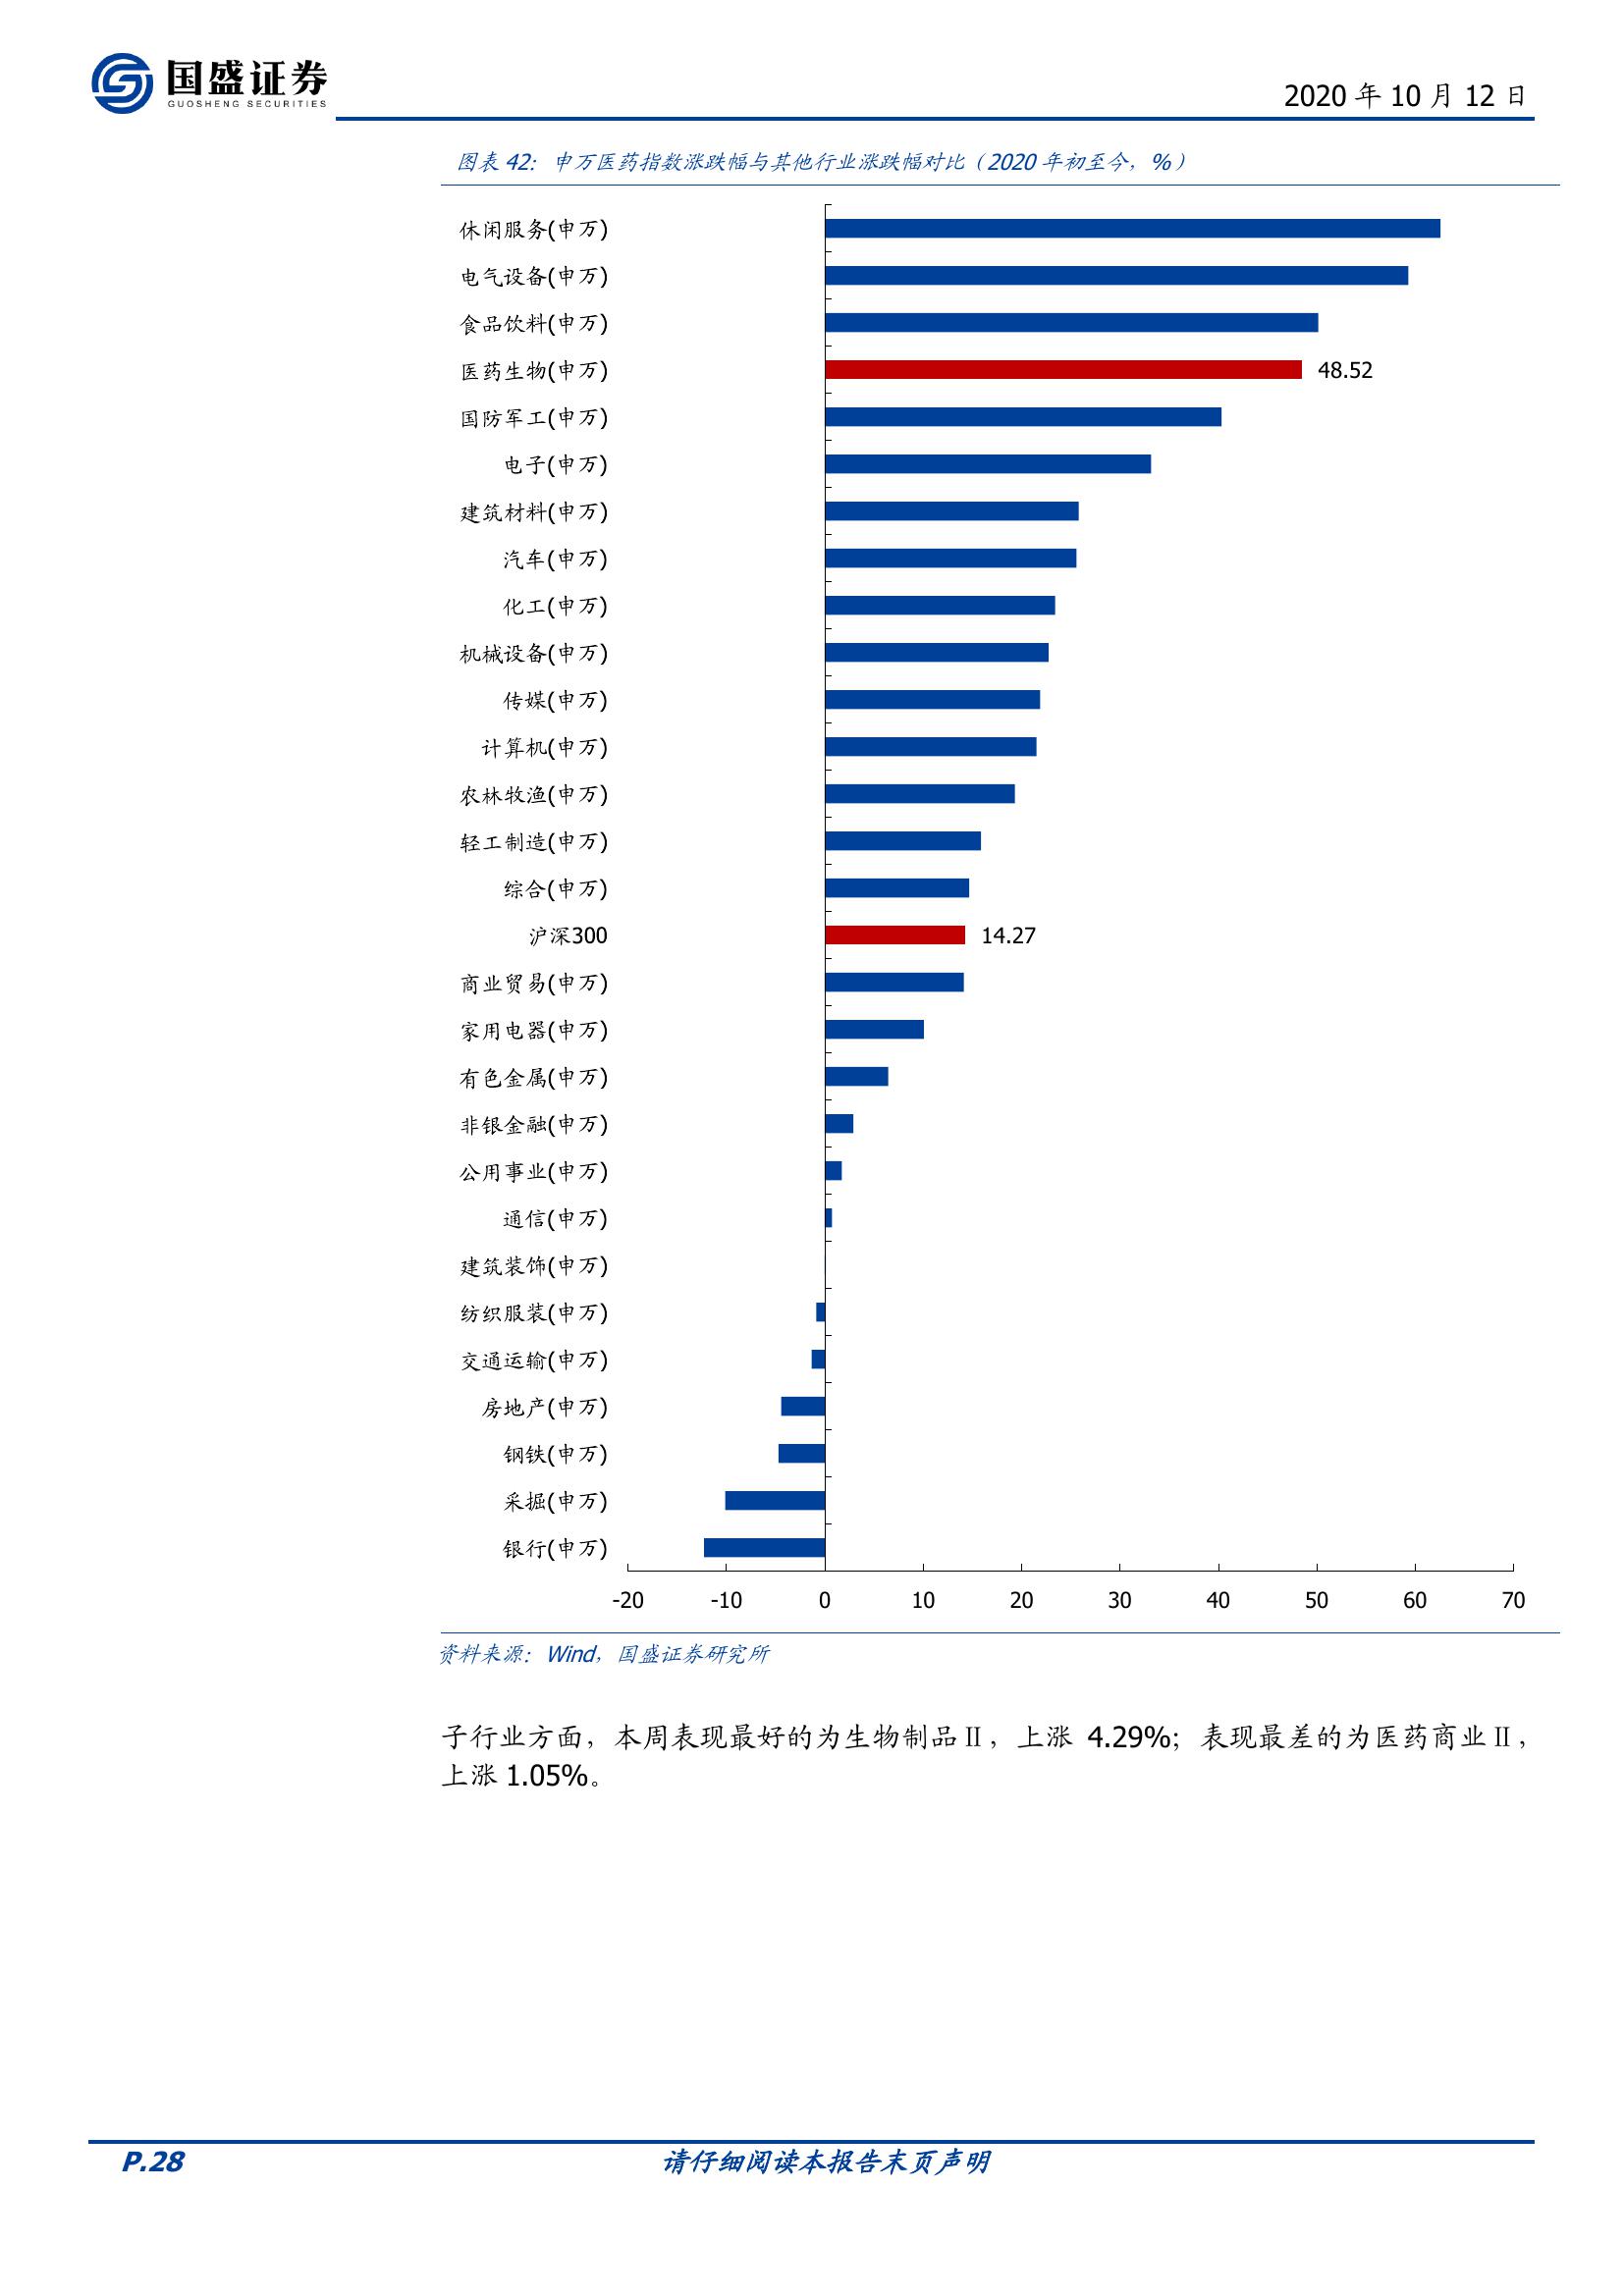 国盛证券
GUOSHENG SECURITIES
2020 年 10 月 12 日
图表 42：申万医药指数涨跌幅与其他行业涨跌幅对比（2020 年初至今，%）
休闲服务(申万)
电气设备(申万)
食品饮料(申万)
医药生物(申万) 48.52
国防军工(申万)
电子(申万)
建筑材料(申万)
汽车(申万)
化工(申万)
机械设备(申万)
传媒(申万)
计算机(申万)
农林牧渔(申万)
轻工制造(申万)
综合(申万)
沪深300 14.27
商业贸易(申万)
家用电器(申万)
有色金属(申万)
非银金融(申万)
公用事业(申万)
通信(申万)
建筑装饰(申万)
纺织服装(申万)
交通运输(申万)
房地产(申万)
钢铁(申万)
采掘(申万)
银行(申万)
-20 -10 0 10 20 30 40 50 60 70
资料来源：Wind，国盛证券研究所
子行业方面，本周表现最好的为生物制品Ⅱ，上涨 4.29%；表现最差的为医药商业Ⅱ，
上涨 1.05%。
P.28 请仔细阅读本报告末页声明